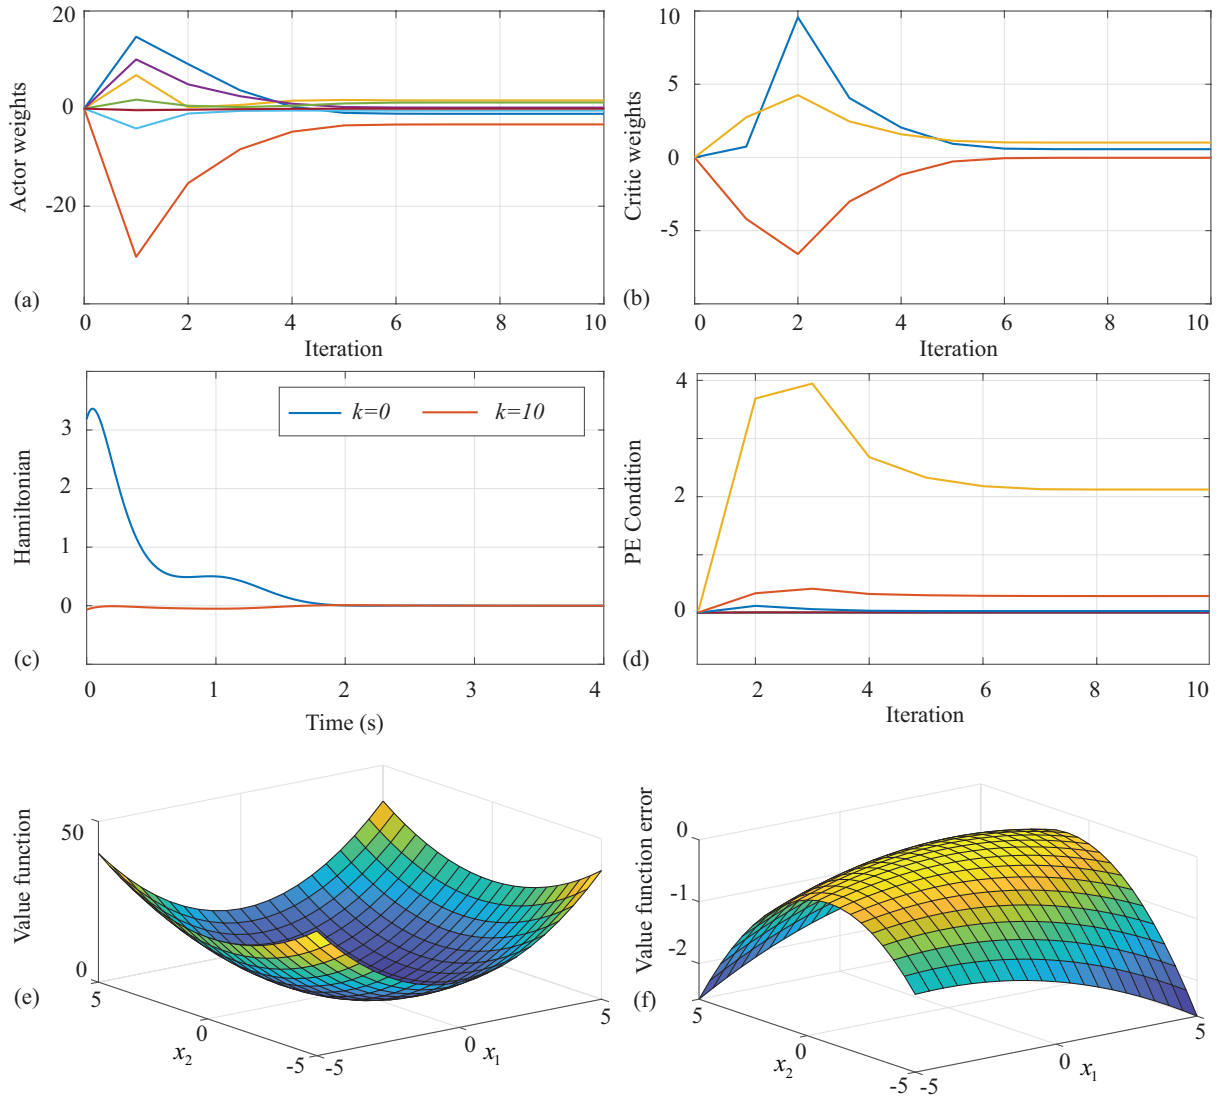 20
0
-20
Actor weights
(a)
0 2 4 6 8 10
Iteration
10
5
0
-5
Critic weights
(b)
0 2 4 6 8 10
Iteration
3
2
1
0
Hamiltonian
k=0 k=10
(c)
0 1 2 3 4
Time (s)
4
2
0
PE Condition
(d)
2 4 6 8 10
Iteration
50
0
Value function
(e)
5 0 -5
x2
-5 0 5
x1
0
-1
-2
Value function error
(f)
5 0 -5
x2
-5 0 5
x1